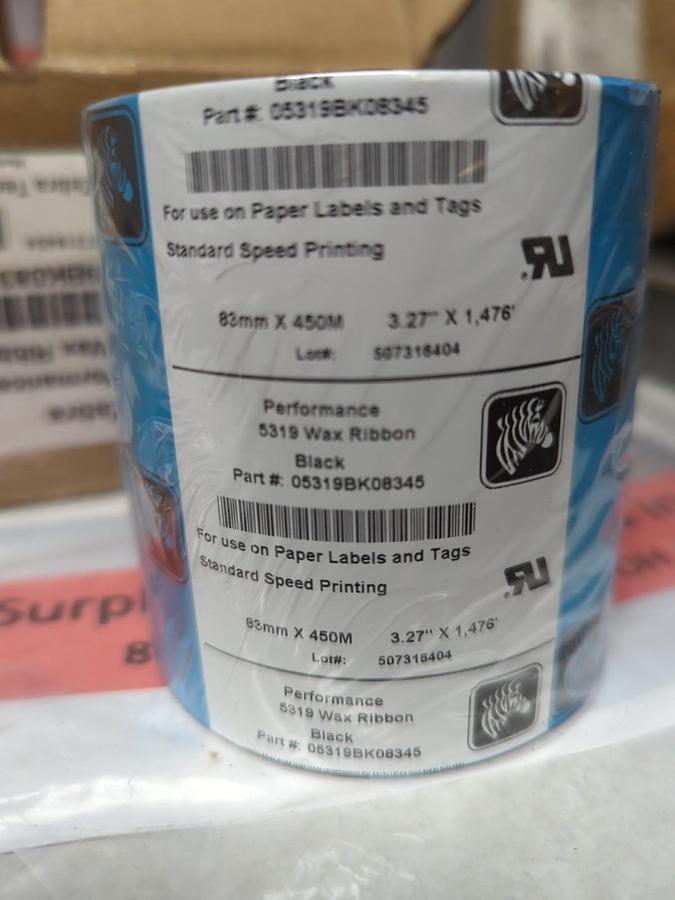 Black
Part #: 05319BK08345
For use on Paper Labels and Tags
Standard Speed Printing
83mm X 450M 3.27" X 1,476'
Lot#: 507316404
Performance
5319 Wax Ribbon
Black
Part #: 05319BK08345
For use on Paper Labels and Tags
Standard Speed Printing
83mm X 450M 3.27" X 1,476'
Lot#: 507316404
Performance
5319 Wax Ribbon
Black
Part #: 05319BK08345
Surpl
8